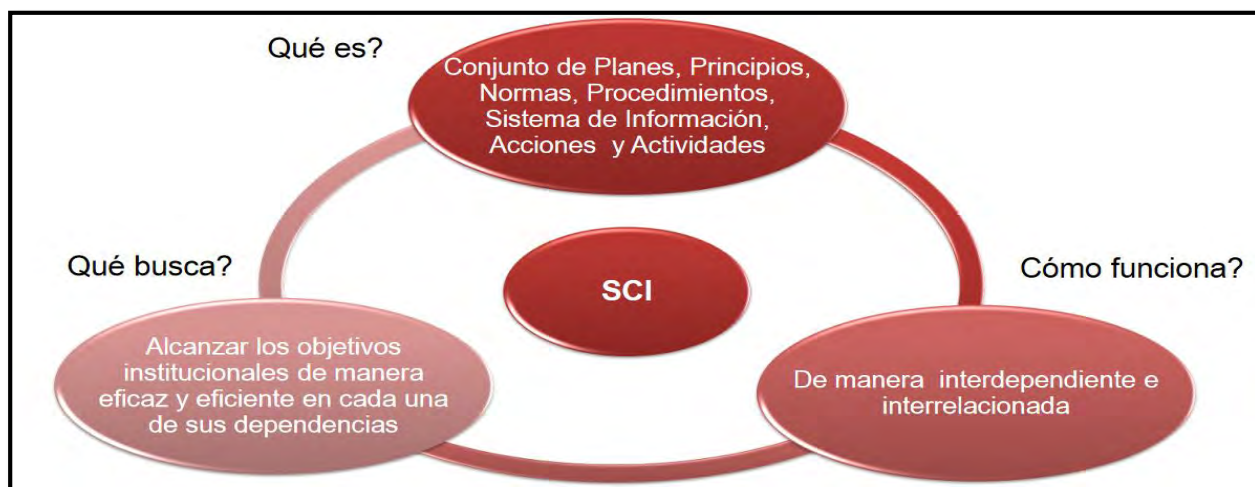 Qué es?
Conjunto de Planes, Principios,
Normas, Procedimientos,
Sistema de Información,
Acciones y Actividades
Qué busca?
SCI
Cómo funciona?
Alcanzar los objetivos
institucionales de manera
eficaz y eficiente en cada una
de sus dependencias
De manera interdependiente e
interrelacionada